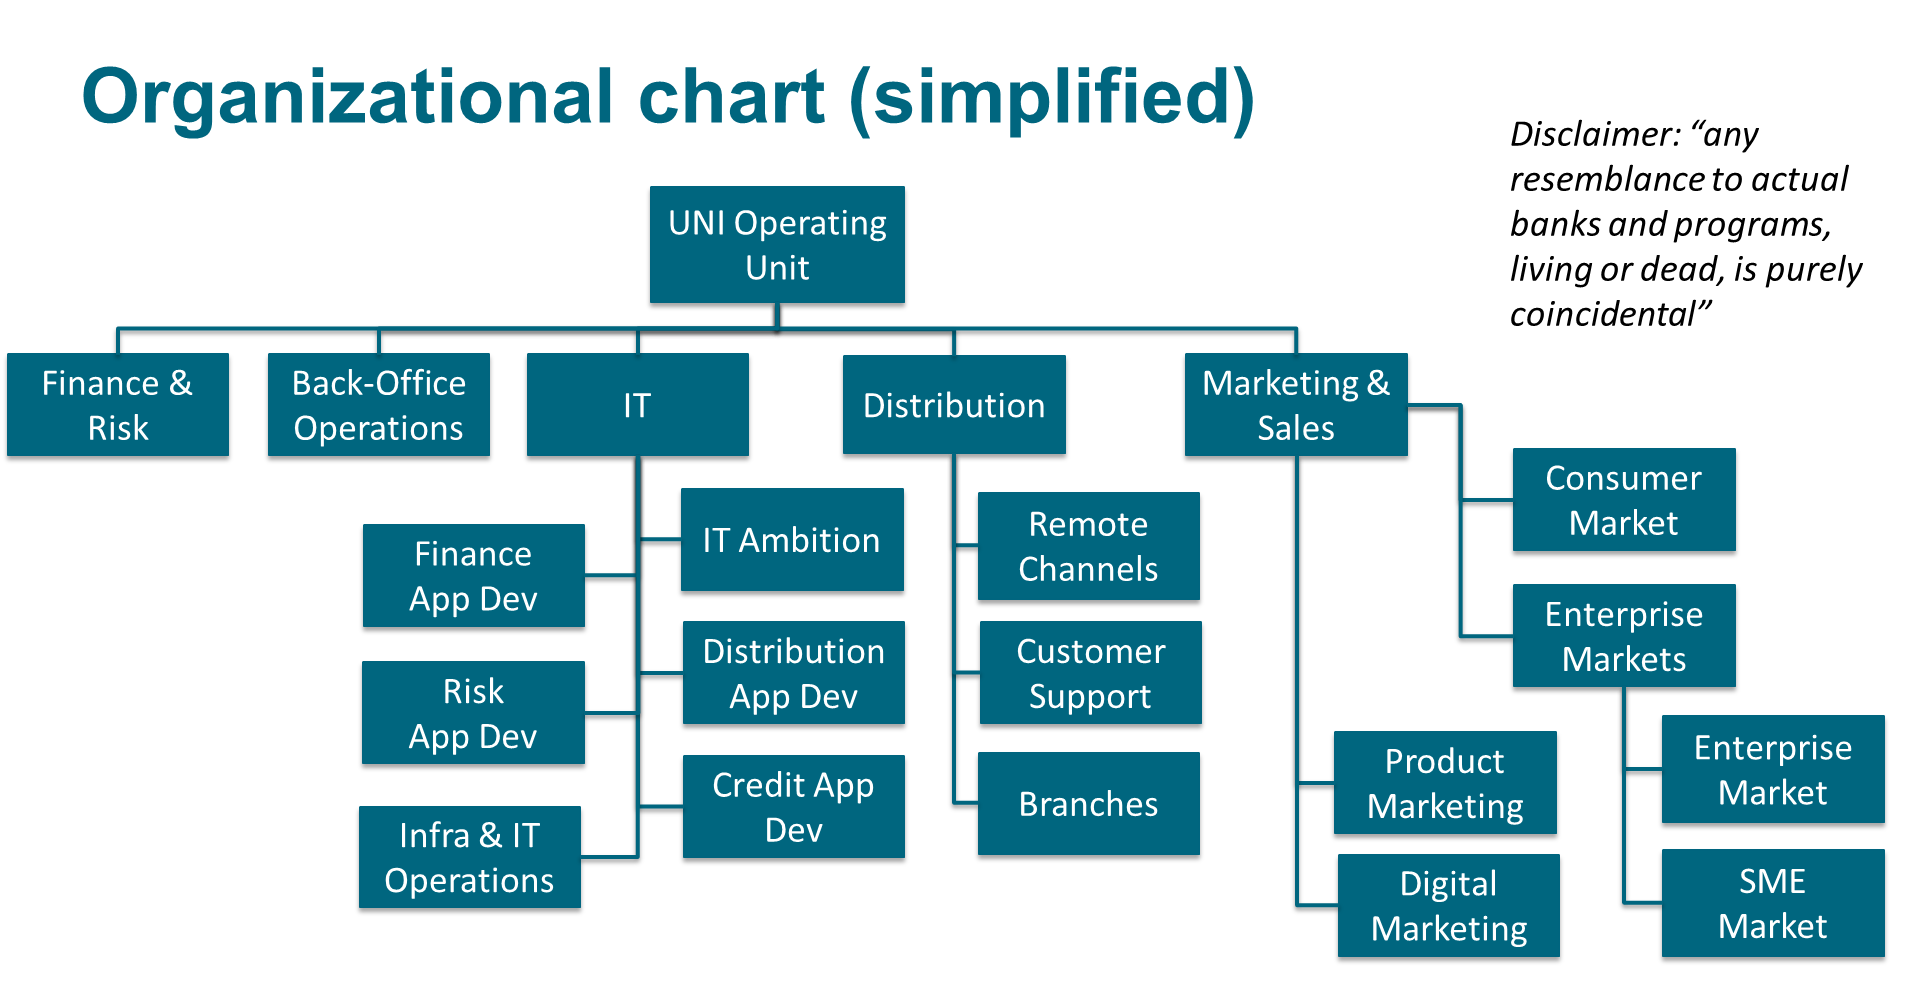 Organizational chart (simplified)
Disclaimer: “any
resemblance to actual
banks and programs,
living or dead, is purely
coincidental”
UNI Operating
Unit
Finance &
Risk
Back-Office
Operations
IT
Distribution
Marketing &
Sales
Finance
App Dev
Risk
App Dev
Infra & IT
Operations
IT Ambition
Distribution
App Dev
Credit App
Dev
Remote
Channels
Customer
Support
Branches
Product
Marketing
Digital
Marketing
Consumer
Market
Enterprise
Markets
Enterprise
Market
SME
Market